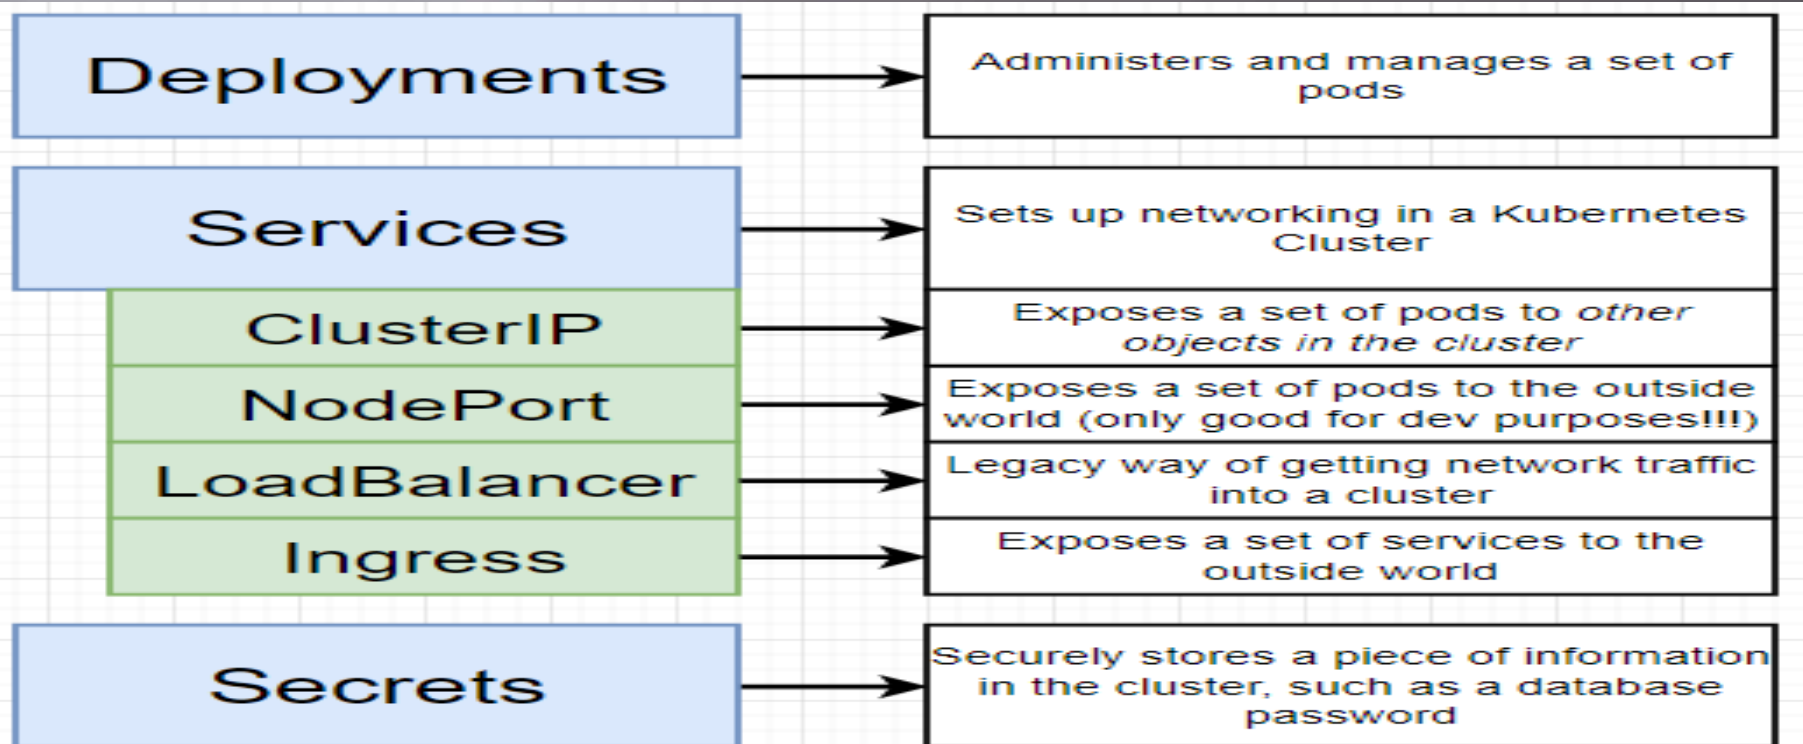 Deployments
Administers and manages a set of
pods
Services
Sets up networking in a Kubernetes
Cluster
ClusterIP
Exposes a set of pods to other
objects in the cluster
NodePort
Exposes a set of pods to the outside
world (only good for dev purposes!!!)
LoadBalancer
Legacy way of getting network traffic
into a cluster
Ingress
Exposes a set of services to the
outside world
Secrets
Securely stores a piece of information
in the cluster, such as a database
password